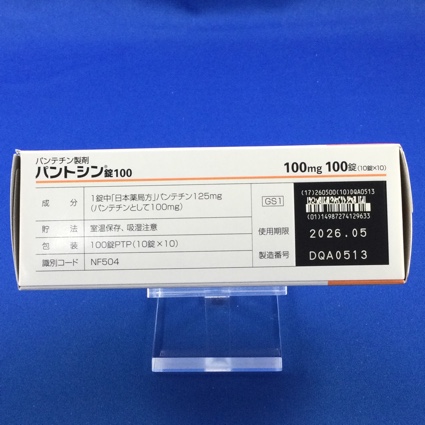 パンテチン製剤
パントシン®錠100
100mg 100錠(10錠×10)
成分 1錠中「日本薬局方」パンテチン125mg
(パンテチンとして100mg)
貯法 室温保存、吸湿注意
包装 100錠PTP(10錠×10)
識別コード NF504
GS1
使用期限
製造番号
(17)260500(10)DQA0513
(01)14987274129633
2026.05
DQA0513